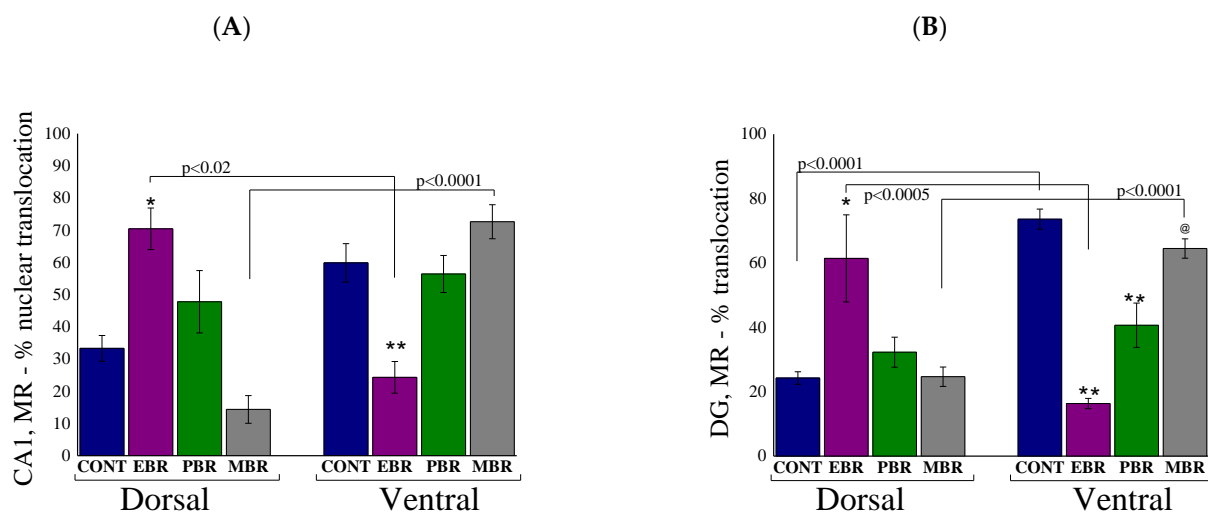 (A)
CA1, MR - % nuclear translocation
100
90
80
70
60
50
40
30
20
10
0
p<0.02
p<0.0001
*
**
CONT EBR PBR MBR CONT EBR PBR MBR
Dorsal Ventral
(B)
DG, MR - % translocation
100
80
60
40
20
0
p<0.0001
p<0.0005 p<0.0001
*
@
**
**
CONT EBR PBR MBR CONT EBR PBR MBR
Dorsal Ventral